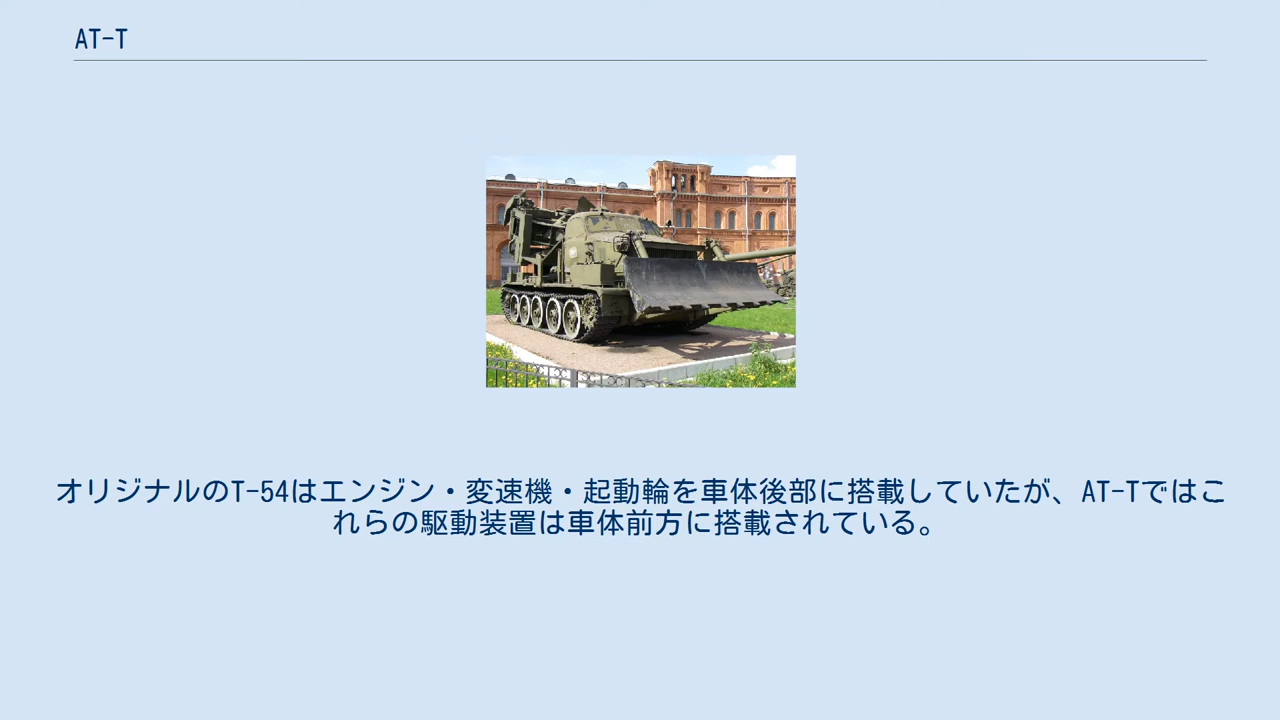 AT-T
オリジナルのT-54はエンジン・変速機・起動輪を車体後部に搭載していたが、AT-Tではこ
れらの駆動装置は車体前方に搭載されている。